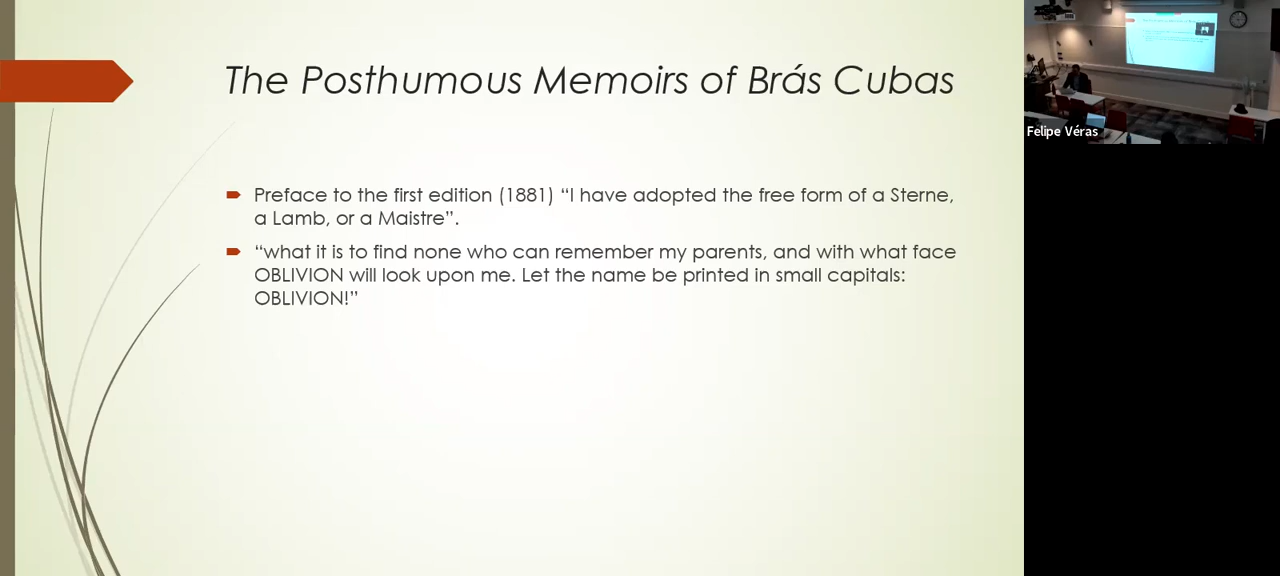 The Posthumous Memoirs of Brás Cubas
Preface to the first edition (1881) “I have adopted the free form of a Sterne,
a Lamb, or a Maistre”.
“what it is to find none who can remember my parents, and with what face
OBLIVION will look upon me. Let the name be printed in small capitals:
OBLIVION!”
Felipe Véras